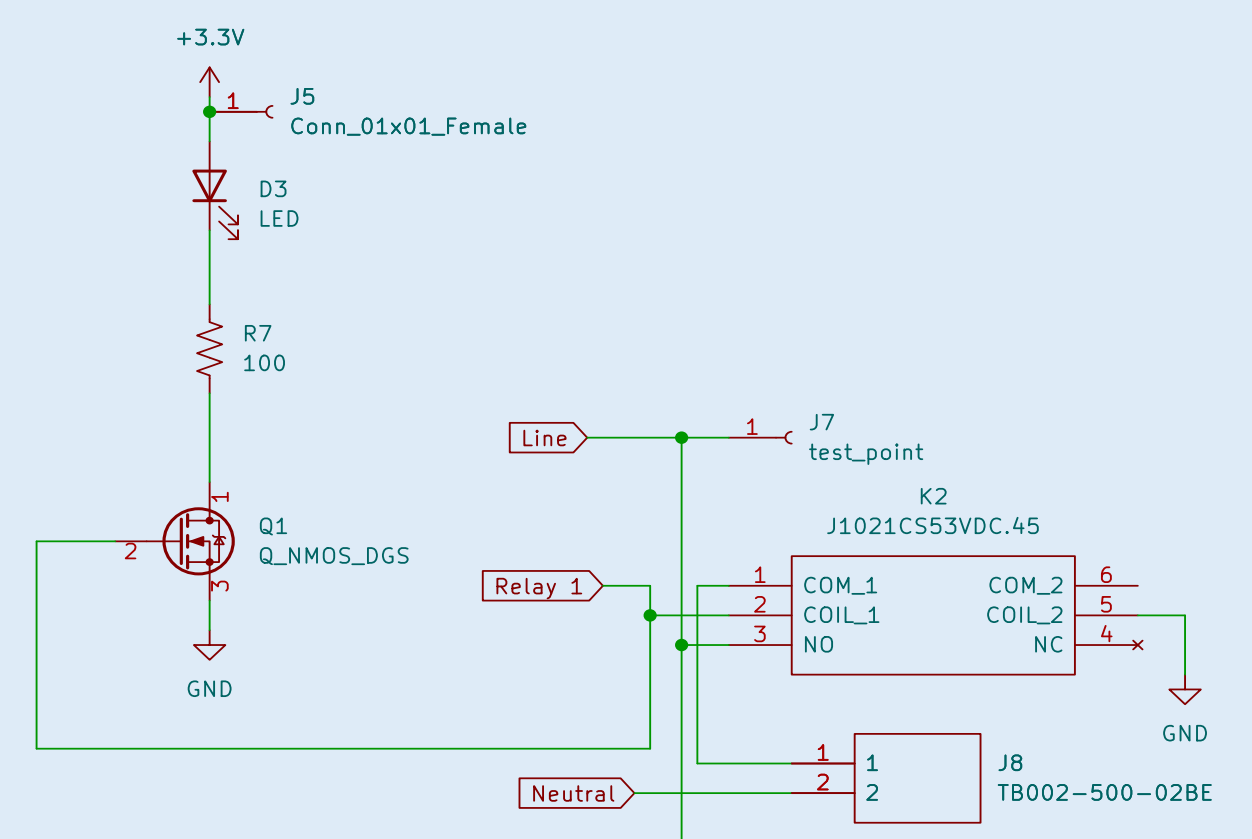 +3.3V
1
J5
Conn_01x01_Female
D3
LED
R7
100
Line
1
J7
test_point
K2
J1021CS53VDC.45
1
Q1
Q_NMOS_DGS
2
3
GND
Relay 1
1 COM_1 COM_2 6
2 COIL_1 COIL_2 5
3 NO NC 4
GND
1 1
2 2
J8
TB002-500-02BE
Neutral